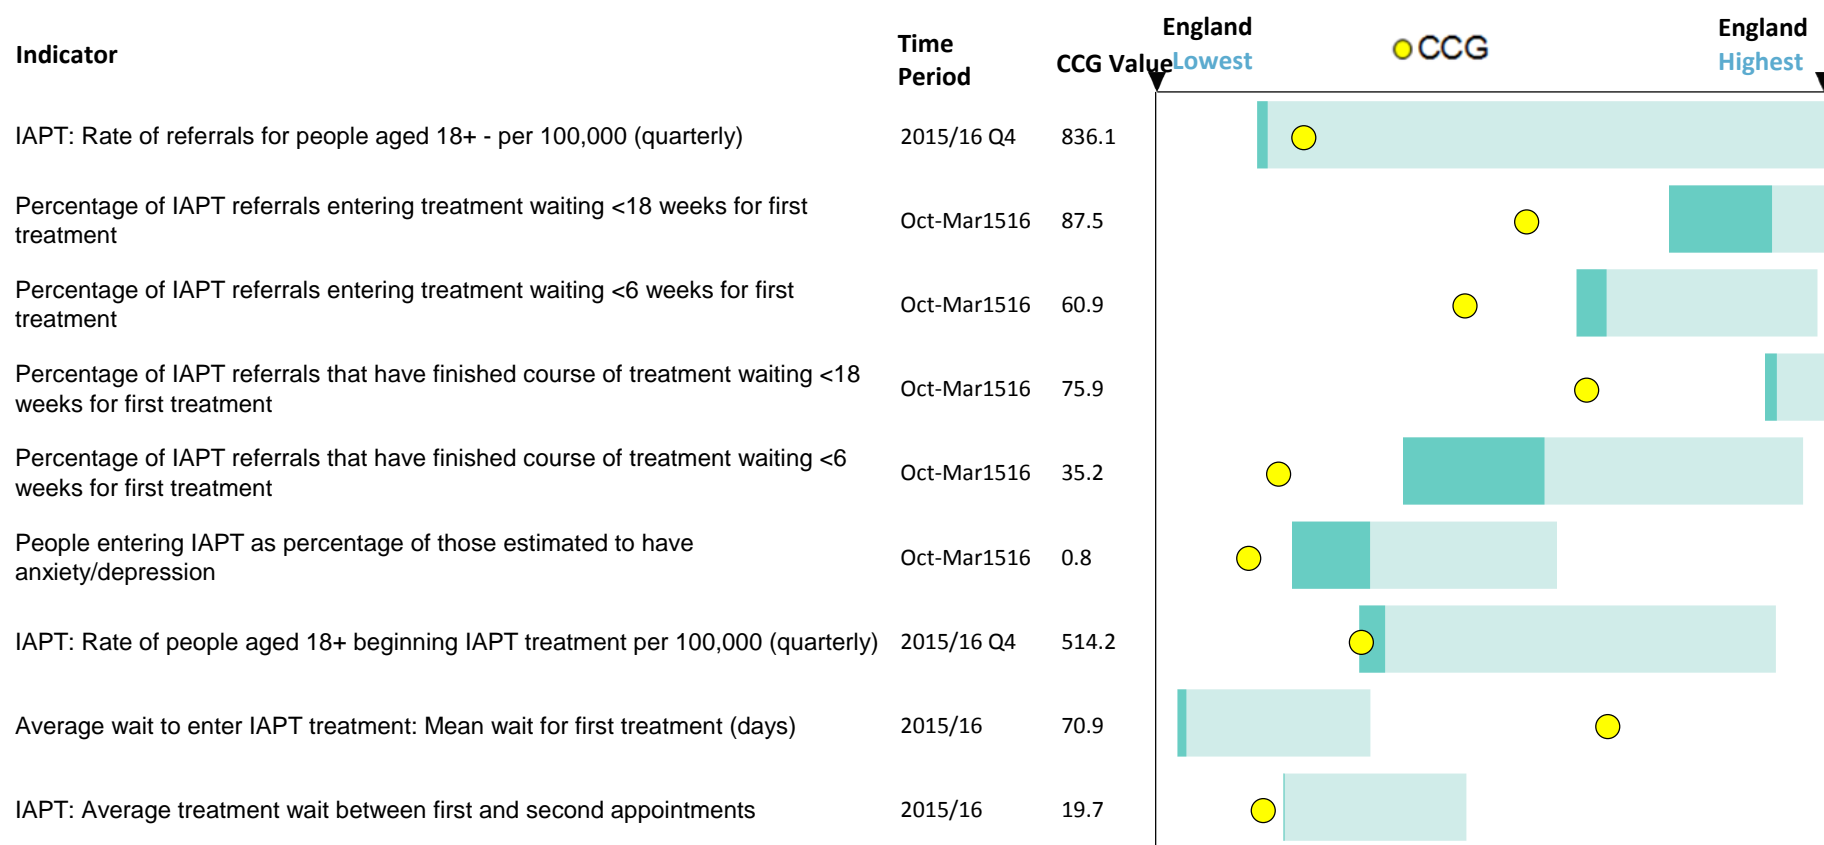 Indicator
Time
Period
CCG Value
England
Lowest
CCG
England
Highest
IAPT: Rate of referrals for people aged 18+ - per 100,000 (quarterly) 2015/16 Q4 836.1
Percentage of IAPT referrals entering treatment waiting <18 weeks for first
treatment
Oct-Mar1516 87.5
Percentage of IAPT referrals entering treatment waiting <6 weeks for first
treatment
Oct-Mar1516 60.9
Percentage of IAPT referrals that have finished course of treatment waiting <18
weeks for first treatment
Oct-Mar1516 75.9
Percentage of IAPT referrals that have finished course of treatment waiting <6
weeks for first treatment
Oct-Mar1516 35.2
People entering IAPT as percentage of those estimated to have
anxiety/depression
Oct-Mar1516 0.8
IAPT: Rate of people aged 18+ beginning IAPT treatment per 100,000 (quarterly) 2015/16 Q4 514.2
Average wait to enter IAPT treatment: Mean wait for first treatment (days) 2015/16 70.9
IAPT: Average treatment wait between first and second appointments 2015/16 19.7